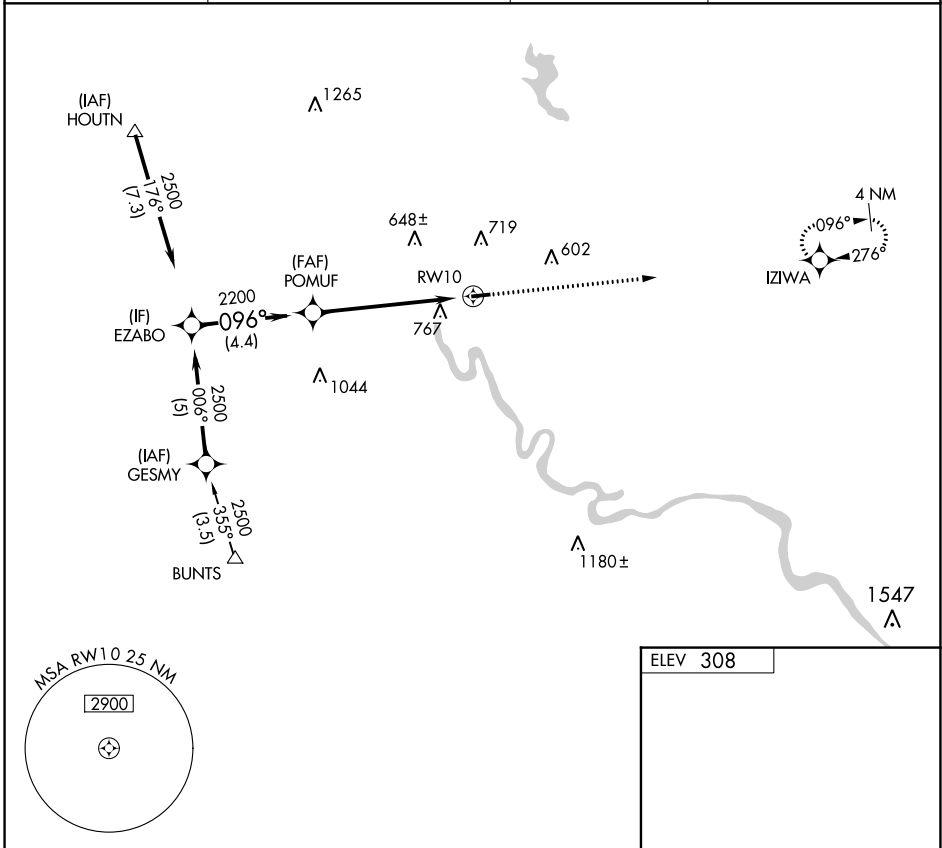 (IAF)
HOUTN
1265
2500
176°
(7.3)
4 NM
096°
276°
IZIWA
648±
719
602
(FAF)
POMUF
RW10
(IF)
EZABO
2200
096°
(4.4)
767
1044
2500
006°
(5)
(IAF)
GESMY
2500
355°
(3.5)
BUNTS
1180±
1547
MSA RW10 25 NM
2900
ELEV 308